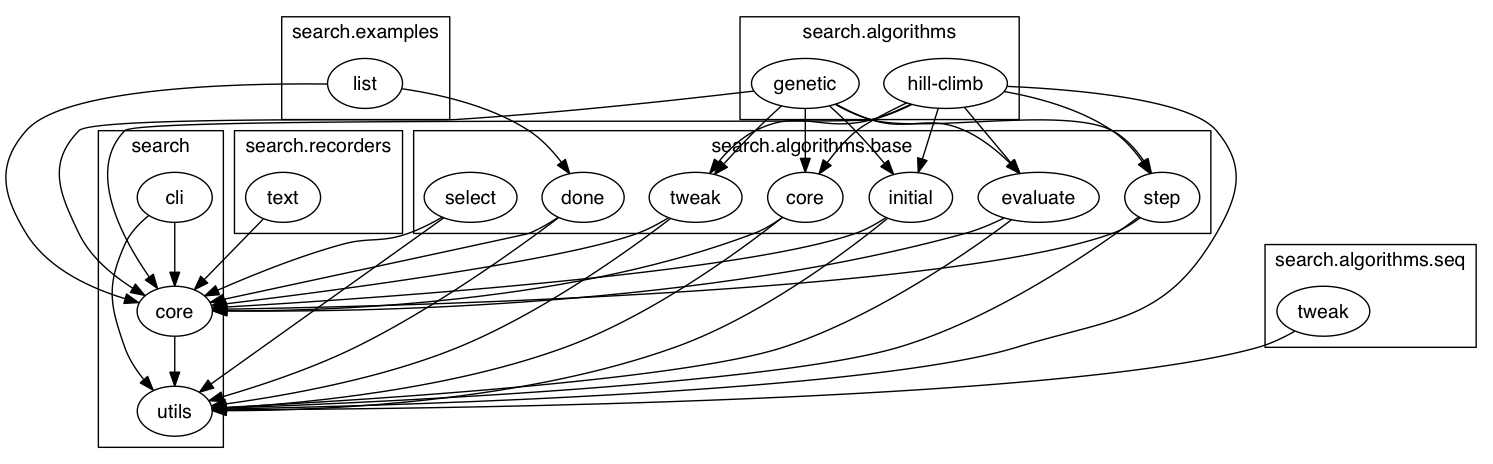 search.examples
search.algorithms
list
genetic
hill-climb
search
search.recorders
search.algorithms.base
cli
text
select
done
tweak
core
initial
evaluate
step
search.algorithms.seq
core
tweak
utils